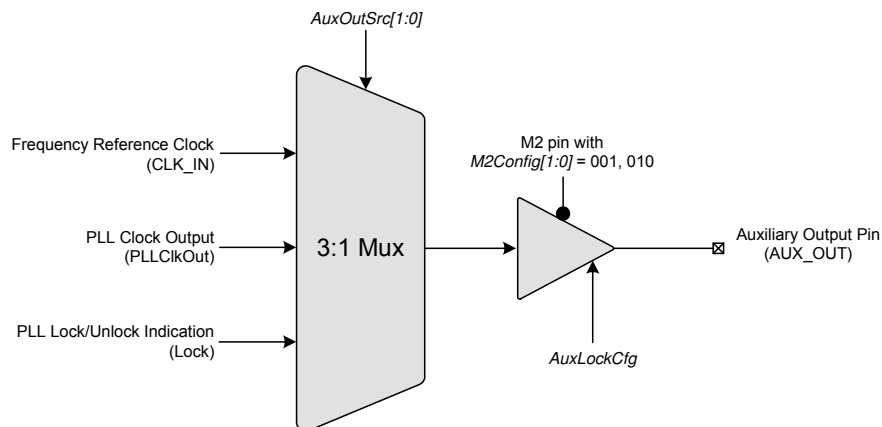 AuxOutSrc[1:0]
Frequency Reference Clock
(CLK_IN)
M2 pin with
M2Config[1:0] = 001, 010
PLL Clock Output
(PLLClkOut)
3:1 Mux
Auxiliary Output Pin
(AUX_OUT)
PLL Lock/Unlock Indication
(Lock)
AuxLockCfg